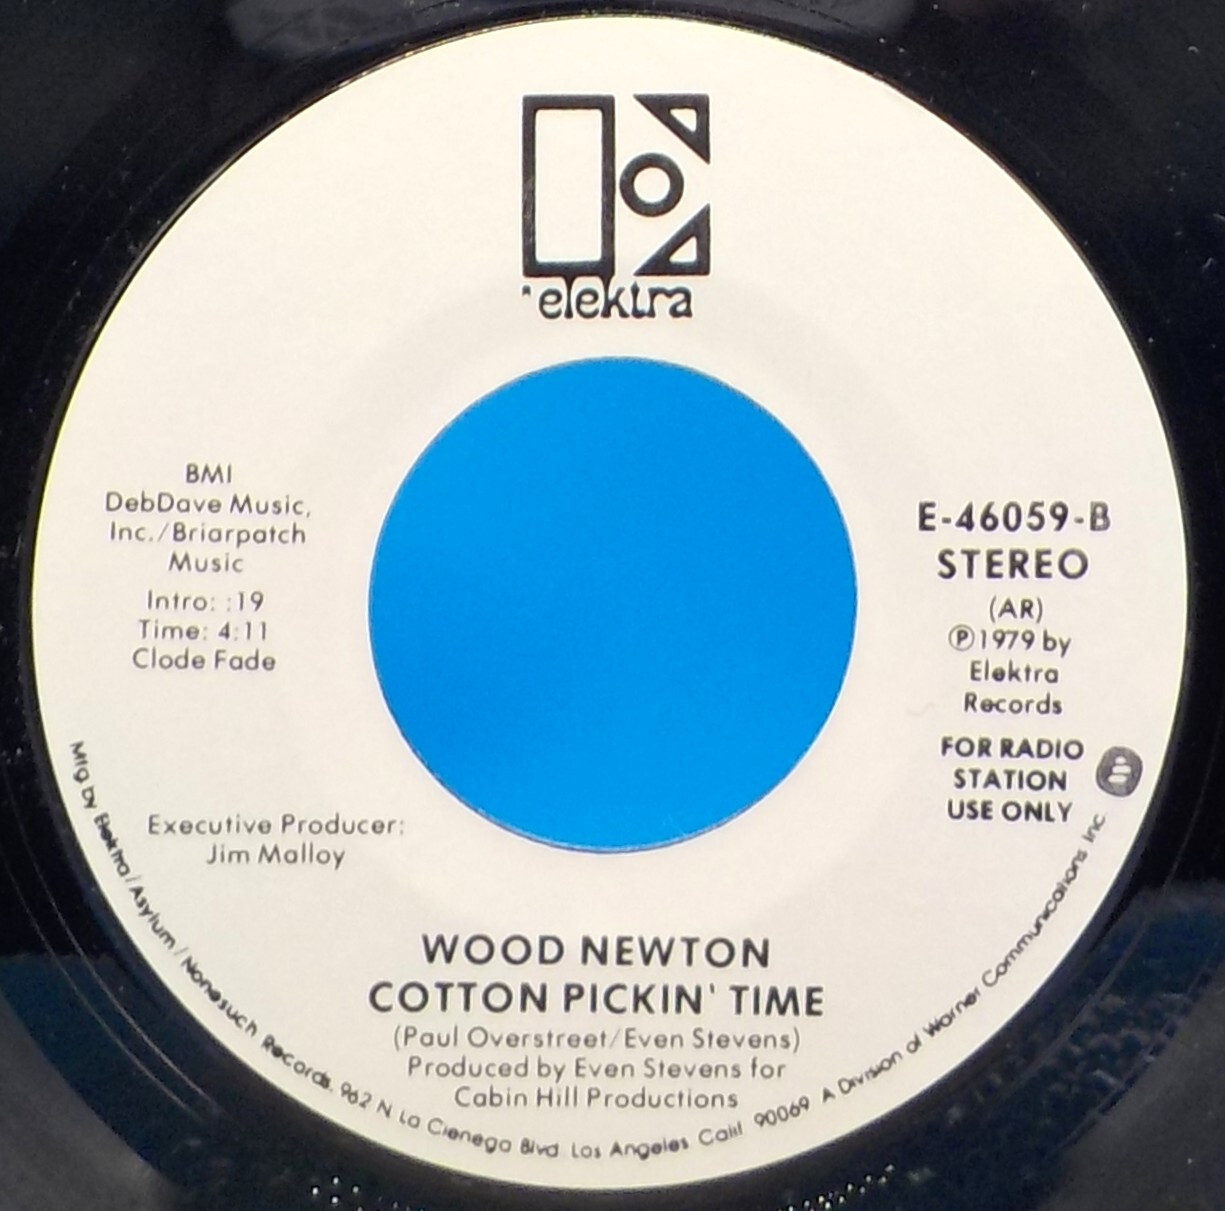 elektra
BMI
DebDave Music,
Inc./Briarpatch
Music
Intro: :19
Time: 4:11
Clode Fade
E-46059-B
STEREO
(AR)
Ⓟ1979 by
Elektra
Records
FOR RADIO
STATION
USE ONLY
Executive Producer:
Jim Malloy
WOOD NEWTON
COTTON PICKIN' TIME
(Paul Overstreet/Even Stevens)
Produced by Even Stevens for
Cabin Hill Productions
Mfg by Elektra/Asylum/Nonesuch Records. 962 N La Cienega Blvd Los Angeles Calif 90069 A Division of Warner Communications Inc.